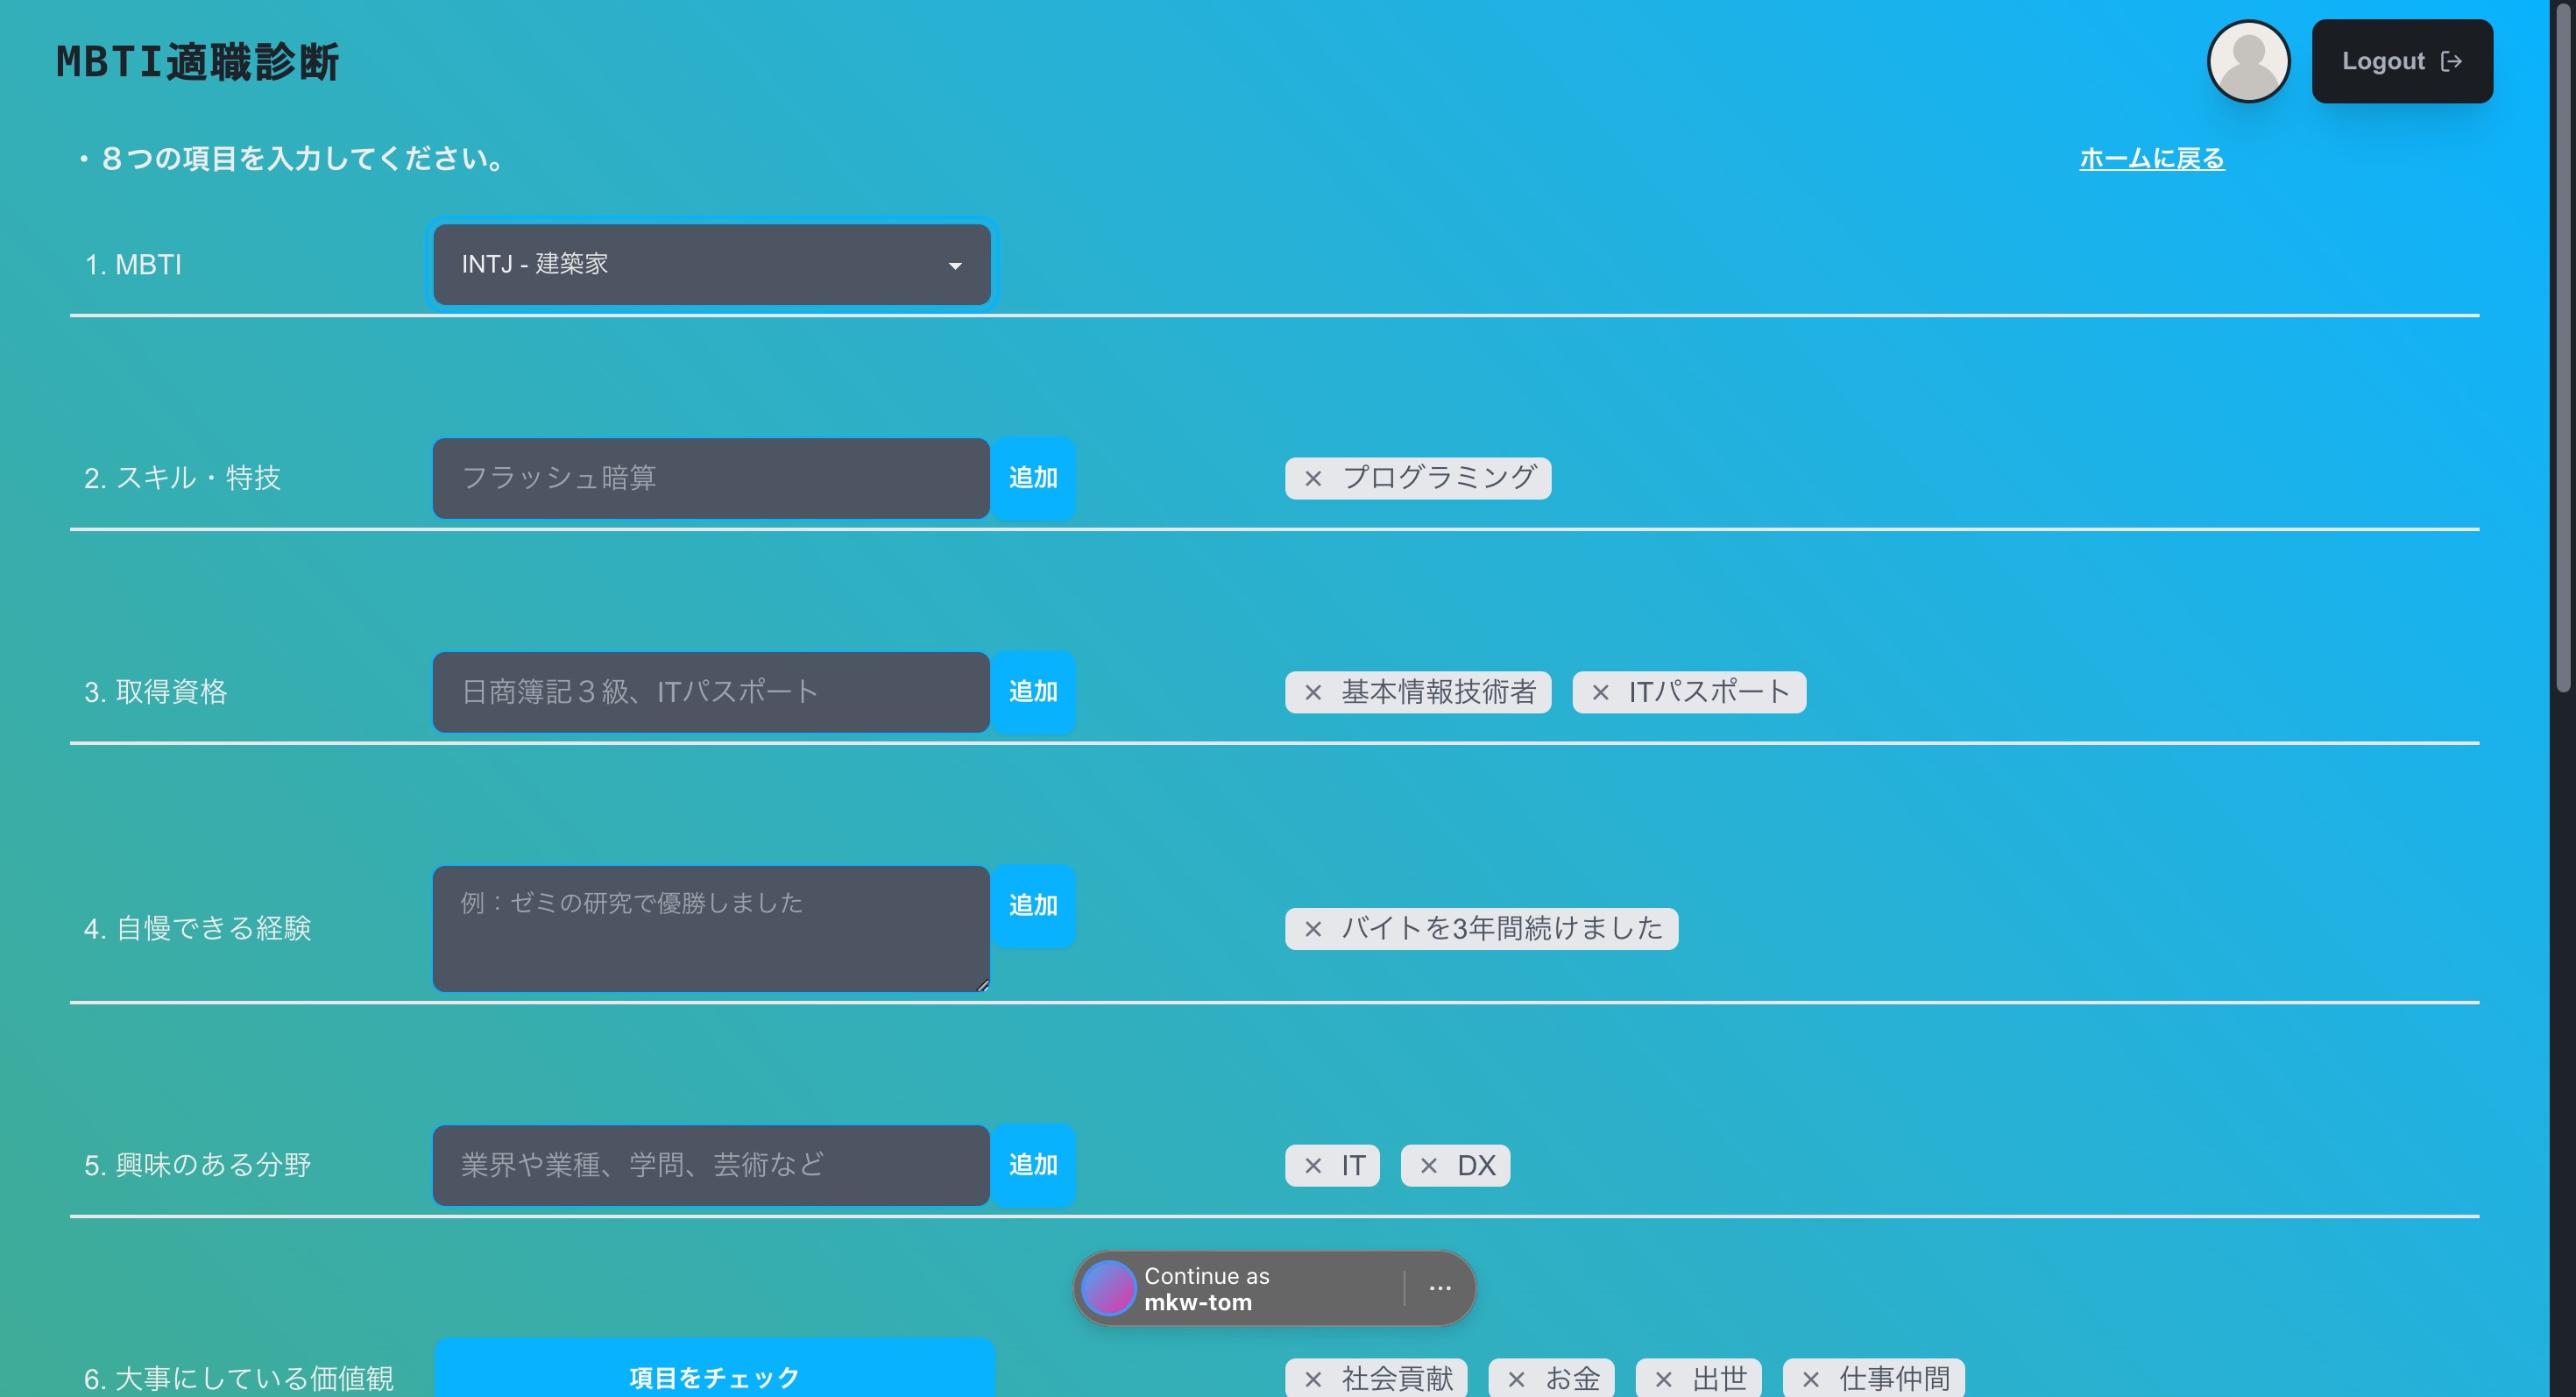 MBTI適職診断
Logout
・８つの項目を入力してください。
ホームに戻る
1. MBTI
INTJ - 建築家
2. スキル・特技
フラッシュ暗算
追加
× プログラミング
3. 取得資格
日商簿記３級、ITパスポート
追加
× 基本情報技術者
× ITパスポート
4. 自慢できる経験
例：ゼミの研究で優勝しました
追加
× バイトを3年間続けました
5. 興味のある分野
業界や業種、学問、芸術など
追加
× IT
× DX
Continue as
mkw-tom
6. 大事にしている価値観
項目をチェック
× 社会貢献
× お金
× 出世
× 仕事仲間